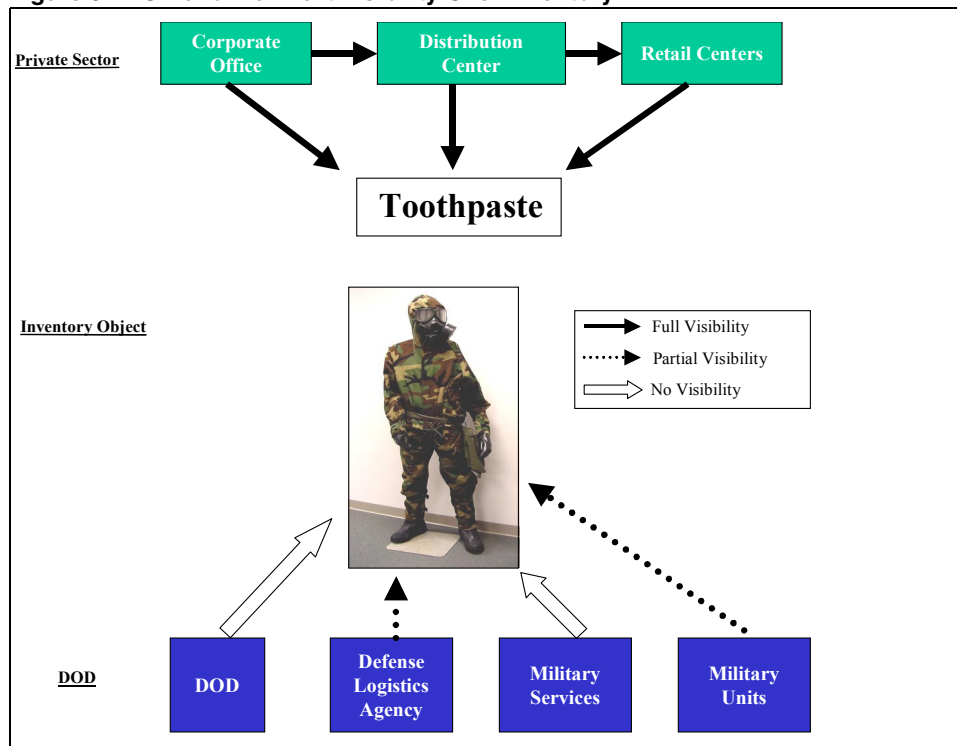 Private Sector
Corporate
Office
Distribution
Center
Retail Centers
Toothpaste
Inventory Object
Full Visibility
Partial Visibility
No Visibility
DOD
DOD
Defense
Logistics
Agency
Military
Services
Military
Units